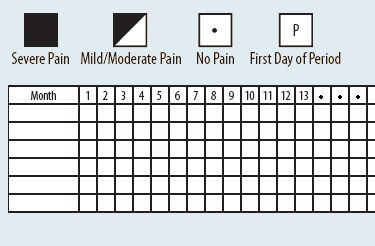 P
Severe Pain Mild/Moderate Pain No Pain First Day of Period
Month 1 2 3 4 5 6 7 8 9 10 11 12 13 • • •